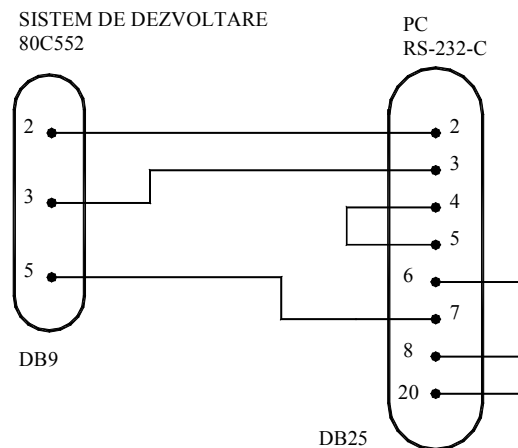 SISTEM DE DEZVOLTARE
80C552
PC
RS-232-C
2
3
5
DB9
2
3
4
5
6
7
8
20
DB25